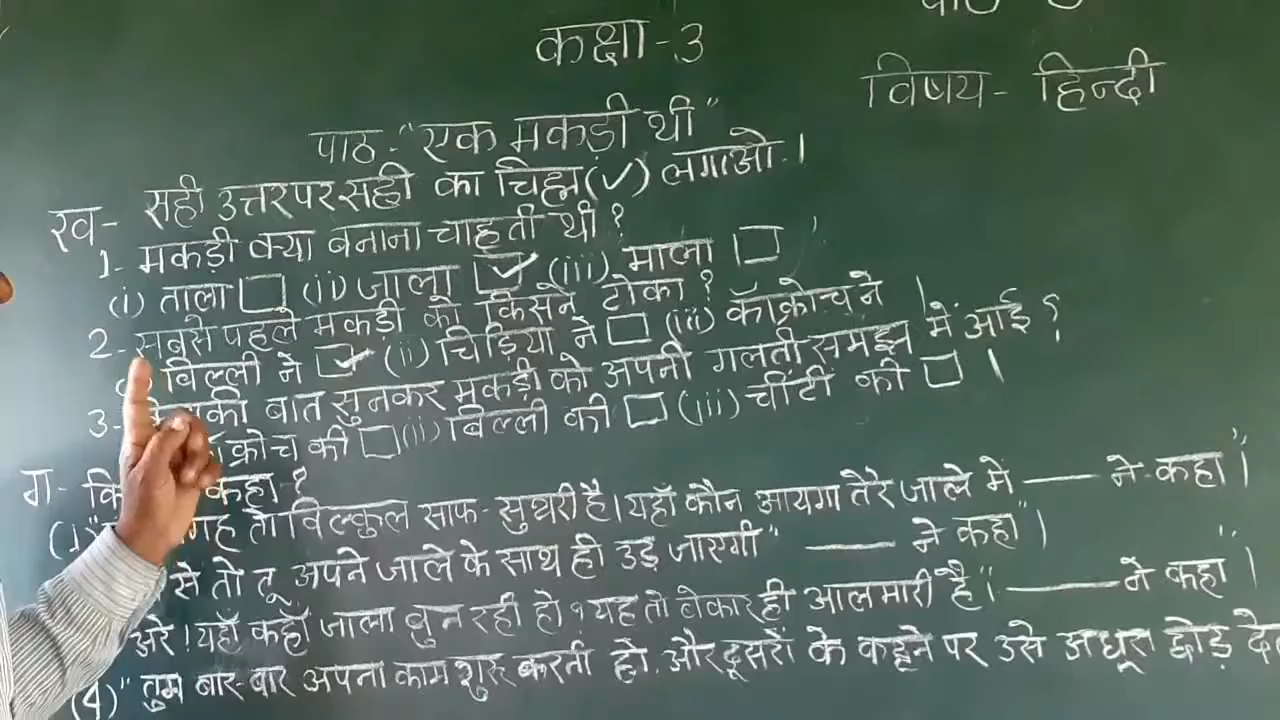 कक्षा-3
विषय- हिन्दी
पाठ-"एक मकड़ी थी"
ख- सही उत्तर पर सही का चिह्न(✓) लगाओ।
1- मकड़ी क्या बनाना चाहती थी?
(i) ताला □ (ii) जाला ☑ (iii) माला □
2- सबसे पहले मकड़ी को किसने टोका?
बिल्ली ने ☑ (ii) चिड़िया ने □ (iii) कॅाक्रोच ने
3- की बात सुनकर मकड़ी को अपनी गलती समझ में आई?
क्रोच की □ (ii) बिल्ली की □ (iii) चींटी की □ ।
ग- कहा?
(1) तो विल्कुल साफ-सुथरी है। यहाँ कौन आयगा तेरे जाले मे —— ने कहा।
से तो तू अपने जाले के साथ ही उड़ जाएगी" —— ने कहा।
अरे! यहाँ कहाँ जाला बुन रही हो? यह तो बेकार ही आलमारी है।" —— ने कहा।
(4)" तुम बार-बार अपना काम शुरु करती हो. और दूसरों के कहने पर उसे अधूरा छोड़